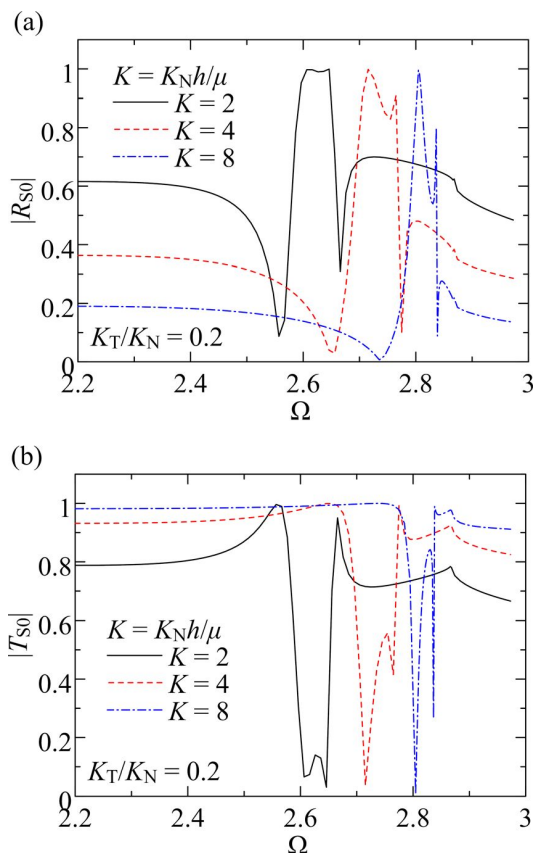 (a)
1
0.8
0.6
0.4
0.2
0
|R_S0|
K = K_N h/μ
K = 2
K = 4
K = 8
K_T/K_N = 0.2
2.2 2.4 2.6 2.8 3
Ω
(b)
1
0.8
0.6
0.4
0.2
0
|T_S0|
K = K_N h/μ
K = 2
K = 4
K = 8
K_T/K_N = 0.2
2.2 2.4 2.6 2.8 3
Ω